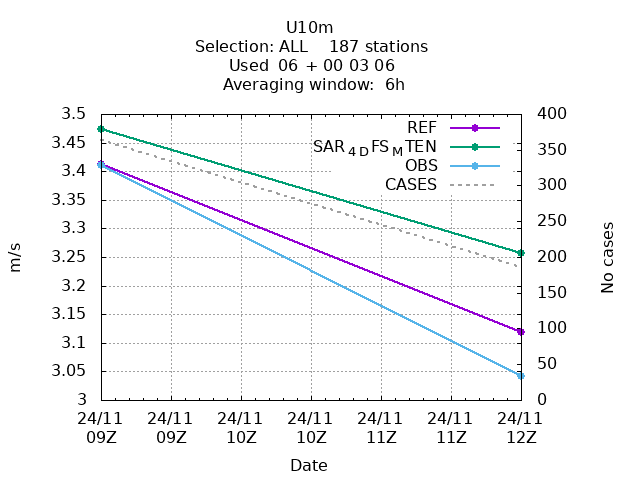 U10m
Selection: ALL    187 stations
Used  06 + 00 03 06
Averaging window:  6h
3.5
3.45
3.4
3.35
3.3
3.25
3.2
3.15
3.1
3.05
3
400
350
300
250
200
150
100
50
0
REF
SAR4DFSMTEN
OBS
CASES
m/s
No cases
24/11 24/11 24/11 24/11 24/11 24/11 24/11
09Z 09Z 10Z 10Z 11Z 11Z 12Z
Date